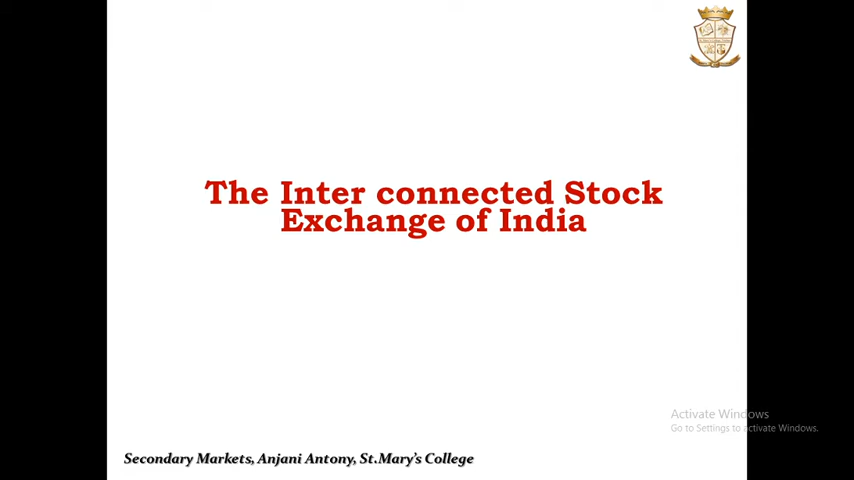 The Inter connected Stock
Exchange of India
Activate Windows
Go to Settings to activate Windows.
Secondary Markets, Anjani Antony, St.Mary's College